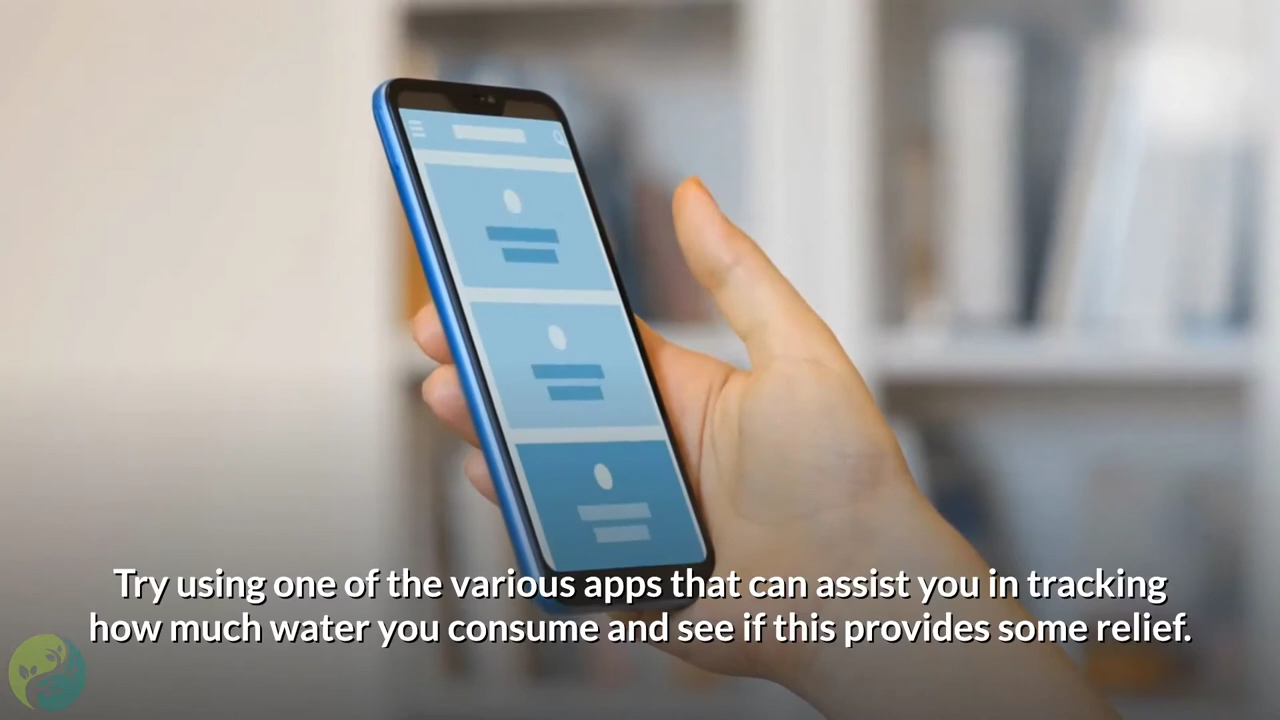 Try using one of the various apps that can assist you in tracking
how much water you consume and see if this provides some relief.